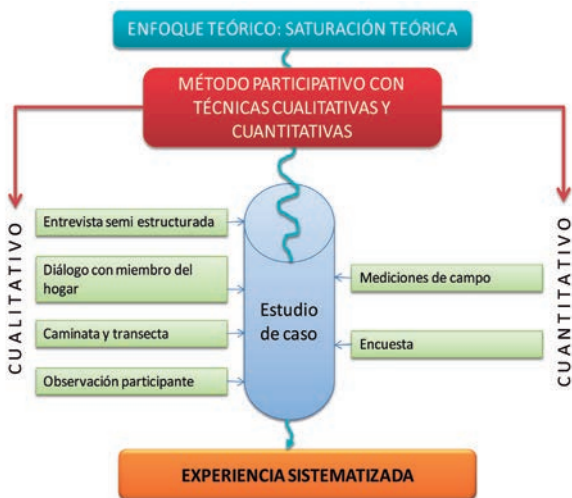 ENFOQUE TEÓRICO: SATURACIÓN TEÓRICA
MÉTODO PARTICIPATIVO CON
TÉCNICAS CUALITATIVAS Y
CUANTITATIVAS
CUALITATIVO
Entrevista semi estructurada
Diálogo con miembro del
hogar
Caminata y transecta
Observación participante
Estudio
de caso
Mediciones de campo
Encuesta
CUANTITATIVO
EXPERIENCIA SISTEMATIZADA